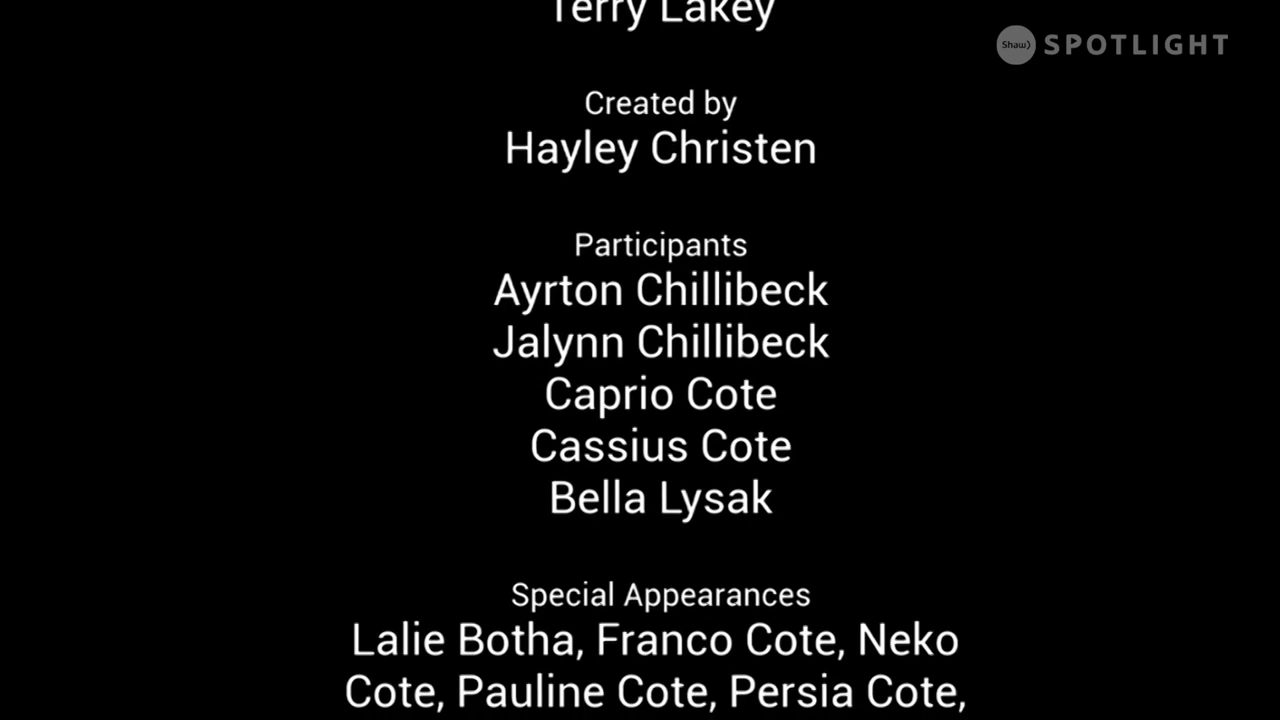 Terry Lakey
Shaw) SPOTLIGHT
Created by
Hayley Christen
Participants
Ayrton Chillibeck
Jalynn Chillibeck
Caprio Cote
Cassius Cote
Bella Lysak
Special Appearances
Lalie Botha, Franco Cote, Neko
Cote, Pauline Cote, Persia Cote,